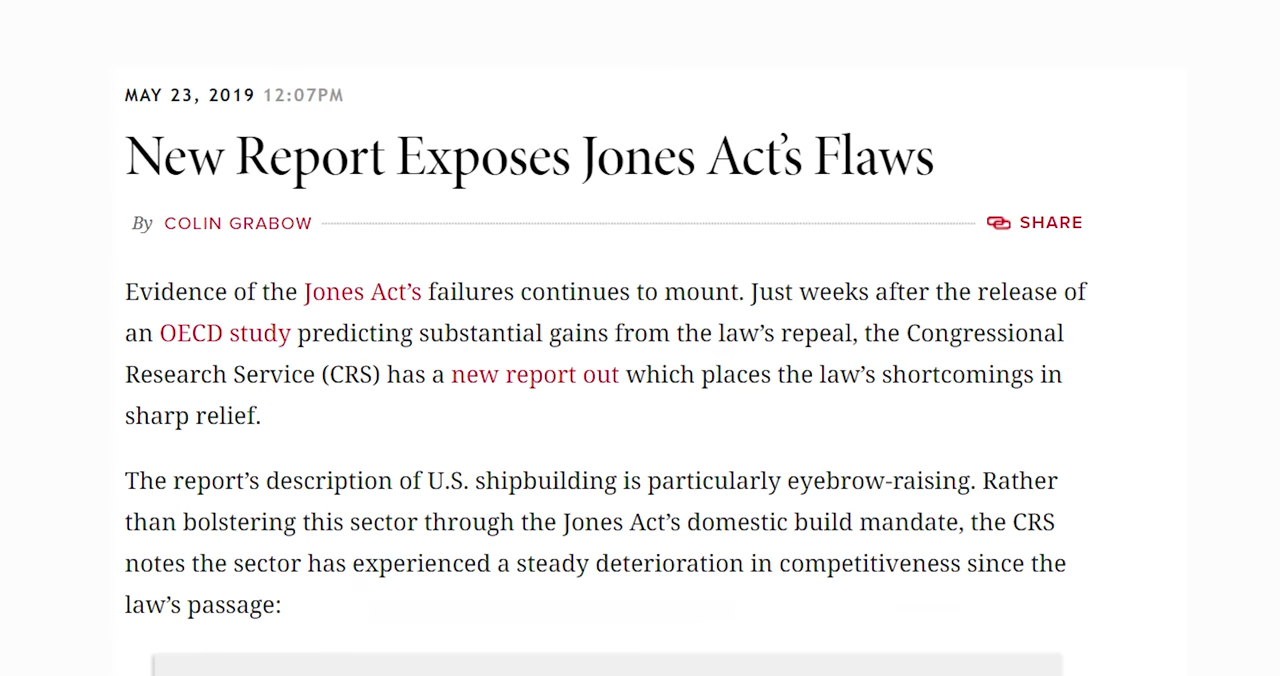 MAY 23, 2019 12:07PM
New Report Exposes Jones Act’s Flaws
By COLIN GRABOW SHARE
Evidence of the Jones Act’s failures continues to mount. Just weeks after the release of
an OECD study predicting substantial gains from the law’s repeal, the Congressional
Research Service (CRS) has a new report out which places the law’s shortcomings in
sharp relief.
The report’s description of U.S. shipbuilding is particularly eyebrow-raising. Rather
than bolstering this sector through the Jones Act’s domestic build mandate, the CRS
notes the sector has experienced a steady deterioration in competitiveness since the
law’s passage: